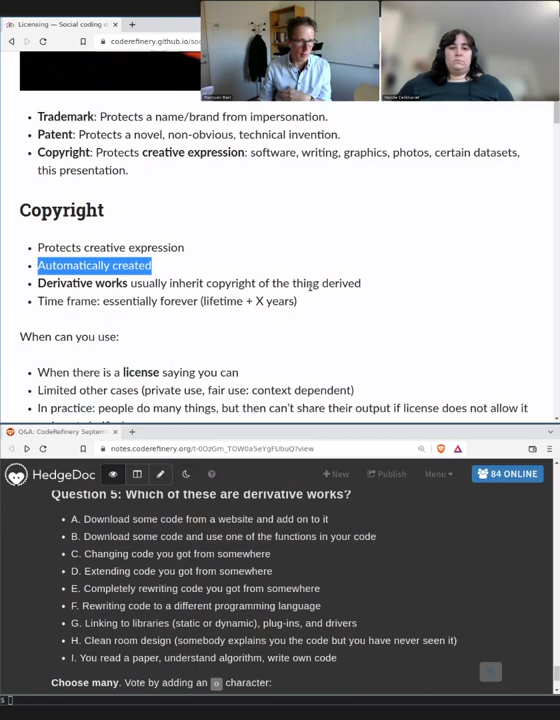 Licensing — Social coding
coderefinery.github.io/so
Trademark: Protects a name/brand from impersonation.
Patent: Protects a novel, non-obvious, technical invention.
Copyright: Protects creative expression: software, writing, graphics, photos, certain datasets,
this presentation.
Copyright
Protects creative expression
Automatically created
Derivative works usually inherit copyright of the thing derived
Time frame: essentially forever (lifetime + X years)
When can you use:
When there is a license saying you can
Limited other cases (private use, fair use: context dependent)
In practice: people do many things, but then can't share their output if license does not allow it
Q&A: CodeRefinery Septem
HedgeDoc
+ New
Publish
Menu
84 ONLINE
Question 5: Which of these are derivative works?
A. Download some code from a website and add on to it
B. Download some code and use one of the functions in your code
C. Changing code you got from somewhere
D. Extending code you got from somewhere
E. Completely rewriting code you got from somewhere
F. Rewriting code to a different programming language
G. Linking to libraries (static or dynamic), plug-ins, and drivers
H. Clean room design (somebody explains you the code but you have never seen it)
I. You read a paper, understand algorithm, write own code
Choose many. Vote by adding an o character:
$